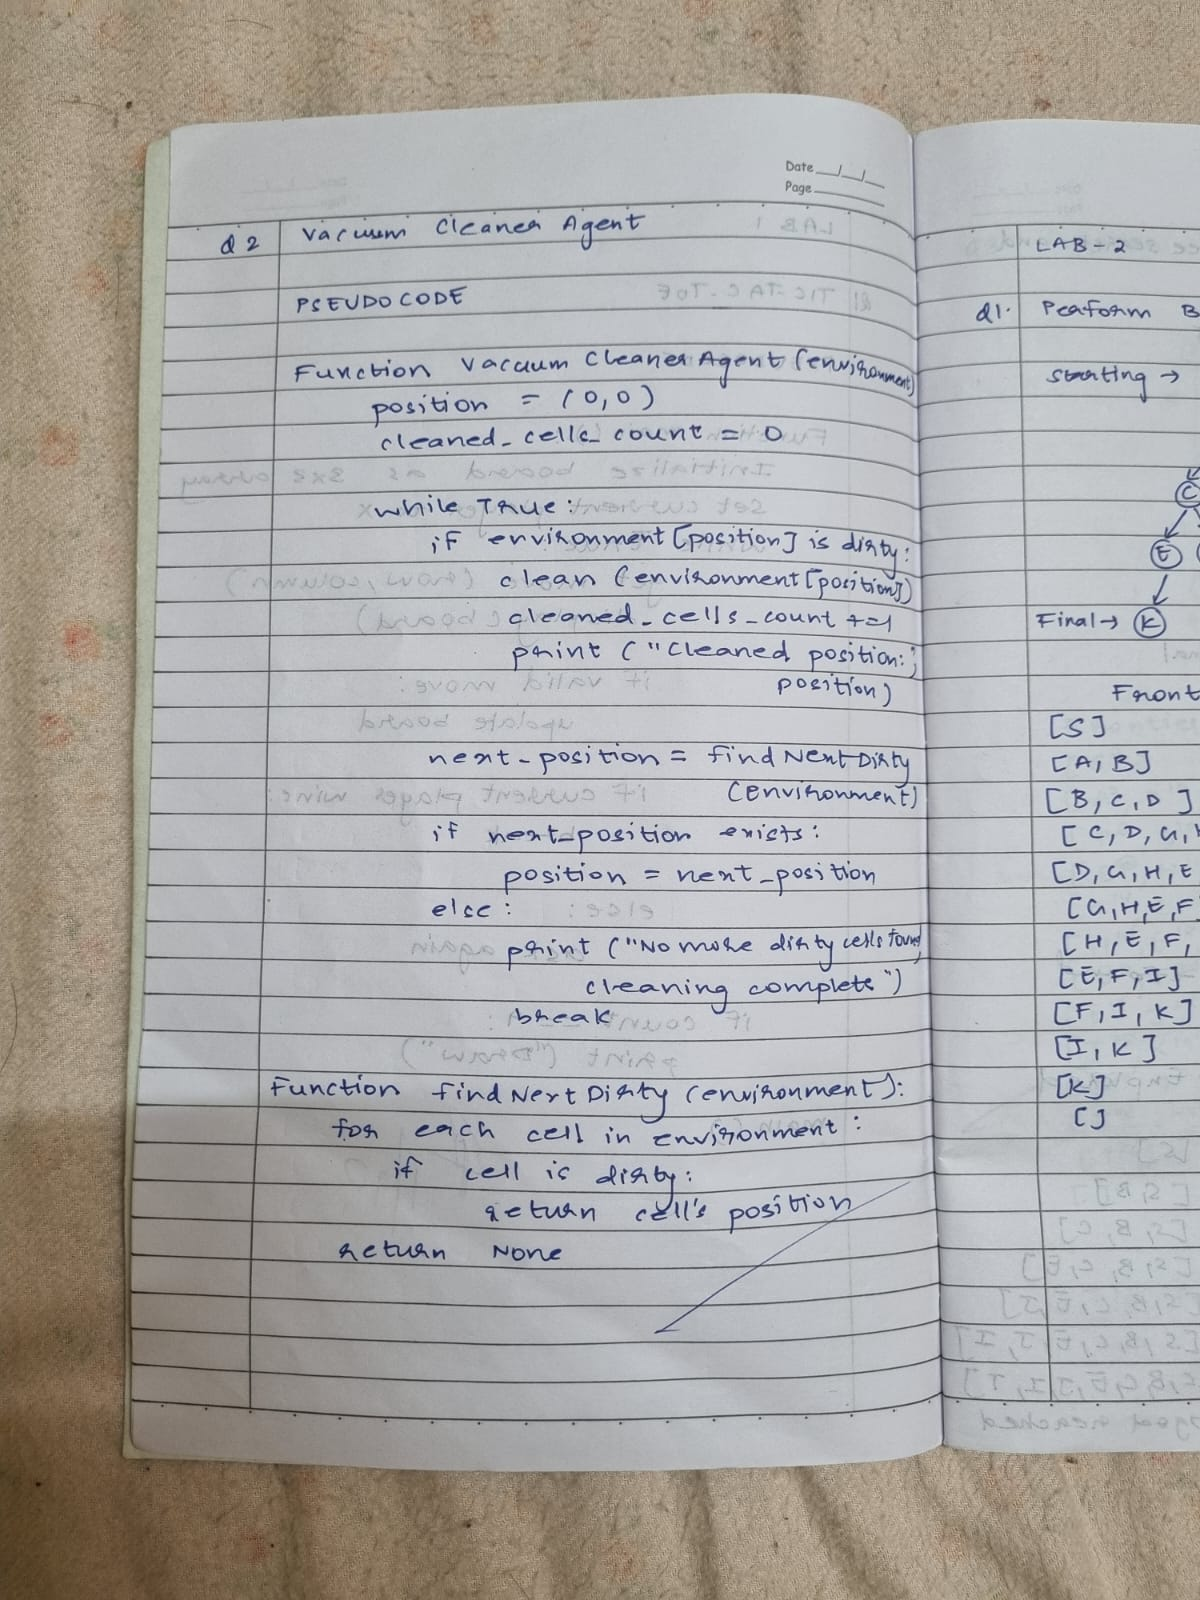 Date __/__/__
Page
Q2 Vacuum Cleaner Agent
PSEUDOCODE
Function Vacuum Cleaner Agent (environment)
position = (0,0)
cleaned_cells_count = 0
while True:
if environment [position] is dirty:
clean (environment [position])
cleaned_cells_count +=1
print ("Cleaned position:",
position)
next_position = find Next Dirty
(Environment)
if next_position exists:
position = next_position
else:
print ("No more dirty cells found,
cleaning complete")
break
Function find Next Dirty (environment):
for each cell in environment:
if cell is dirty:
return cell's position
return None
LAB-2
Q1. Perform B
starting →
C
E
Final → K
Front
[S]
[A, B]
[B, C, D]
[C, D, G, H
[D, G, H, E
[G, H, E, F
[H, E, F,
[E, F, I]
[F, I, K]
[I, K]
[K]
[]